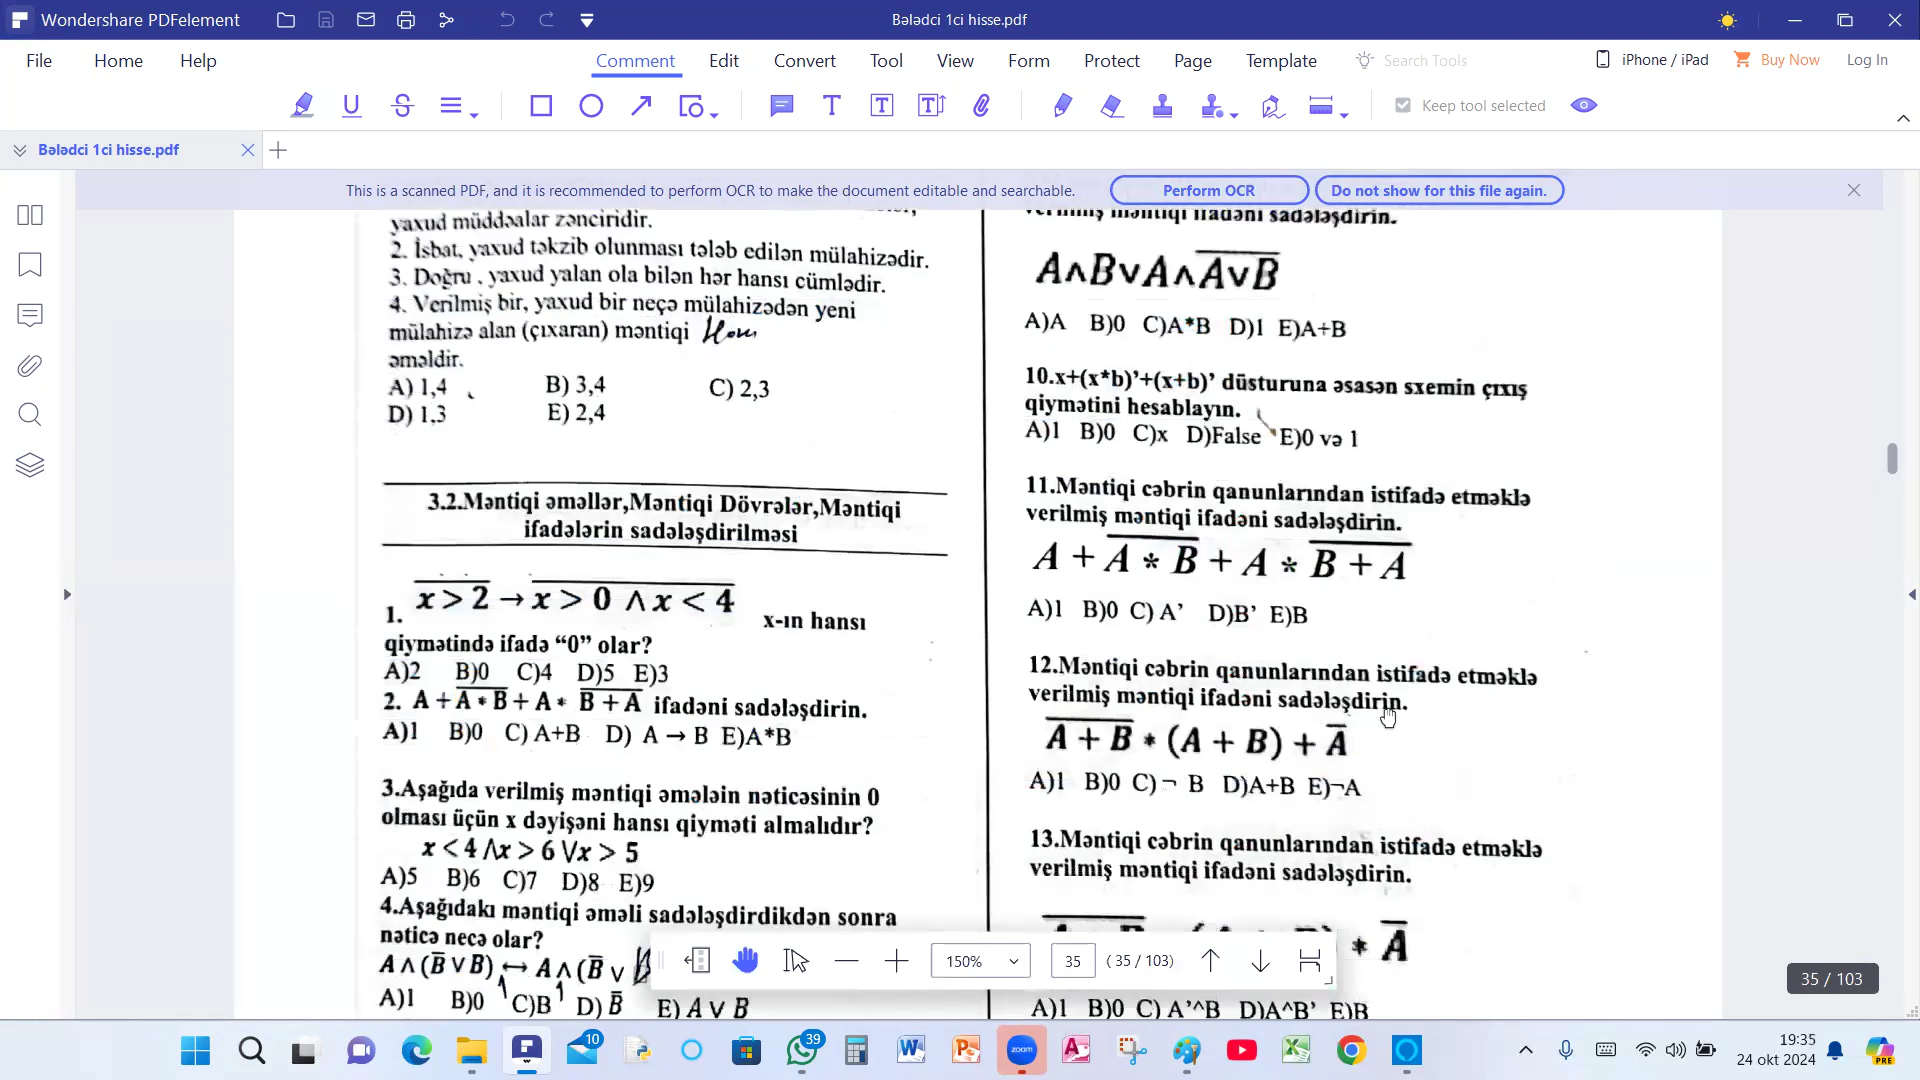 Wondershare PDFelement
Bələdci 1ci hisse.pdf
File Home Help Comment Edit Convert Tool View Form Protect Page Template Search Tools iPhone / iPad Buy Now Log In
Keep tool selected
Bələdci 1ci hisse.pdf
This is a scanned PDF, and it is recommended to perform OCR to make the document editable and searchable. Perform OCR Do not show for this file again.
yaxud müddəalar zənciridir.
2. İsbat, yaxud təkzib olunması tələb edilən mülahizədir.
3. Doğru , yaxud yalan ola bilən hər hansı cümlədir.
4. Verilmiş bir, yaxud bir neçə mülahizədən yeni
mülahizə alan (çıxaran) məntiqi
əməldir.
A) 1,4 B) 3,4 C) 2,3
D) 1,3 E) 2,4
3.2.Məntiqi əməllər,Məntiqi Dövrələr,Məntiqi
ifadələrin sadələşdirilməsi
1. x̅ ̅>̅ ̅2̅ → x̅ ̅>̅ ̅0̅ ̅∧̅ ̅x̅ ̅<̅ ̅4̅ x-ın hansı
qiymətində ifadə “0” olar?
A)2 B)0 C)4 D)5 E)3
2. A + A̅ ̅*̅ ̅B̅ + A * B̅ ̅+̅ ̅A̅ ifadəni sadələşdirin.
A)1 B)0 C) A+B D) A → B E)A*B
3.Aşağıda verilmiş məntiqi əmələin nəticəsinin 0
olması üçün x dəyişəni hansı qiyməti almalıdır?
x < 4 ∧x > 6 ∨x > 5
A)5 B)6 C)7 D)8 E)9
4.Aşağıdakı məntiqi əməli sadələşdirdikdən sonra
nəticə necə olar?
A ∧ (B̅ ∨ B) ↔ A ∧ (B̅ ∨
A)1 B)0 C)B D) B̅ E) A ∨ B
verilmiş məntiqi ifadəni sadələşdirin.
A∧B∨A∧A̅∨̅B̅
A)A B)0 C)A*B D)1 E)A+B
10.x+(x*b)’+(x+b)’ düsturuna əsasən sxemin çıxış
qiymətini hesablayın.
A)1 B)0 C)x D)False E)0 və 1
11.Məntiqi cəbrin qanunlarından istifadə etməklə
verilmiş məntiqi ifadəni sadələşdirin.
A + A̅ ̅*̅ ̅B̅ + A * B̅ ̅+̅ ̅A̅
A)1 B)0 C) A’ D)B’ E)B
12.Məntiqi cəbrin qanunlarından istifadə etməklə
verilmiş məntiqi ifadəni sadələşdirin.
A̅ ̅+̅ ̅B̅ * (A + B) + A̅
A)1 B)0 C)¬ B D)A+B E)¬A
13.Məntiqi cəbrin qanunlarından istifadə etməklə
verilmiş məntiqi ifadəni sadələşdirin.
* A̅
A)1 B)0 C) A’^B D)A^B’ E)B
150% 35 ( 35 / 103)
35 / 103
10
39
zoom
19:35
24 okt 2024
PRE